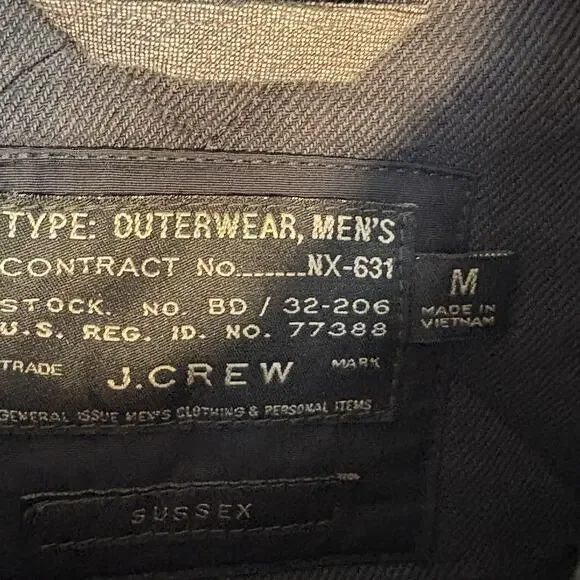 TYPE: OUTERWEAR, MEN'S
CONTRACT No.......NX-631
STOCK. NO. BD / 32-206
U.S. REG. ID. NO. 77388
TRADE J.CREW MARK
GENERAL ISSUE MEN'S CLOTHING & PERSONAL ITEMS
SUSSEX
M
MADE IN
VIETNAM